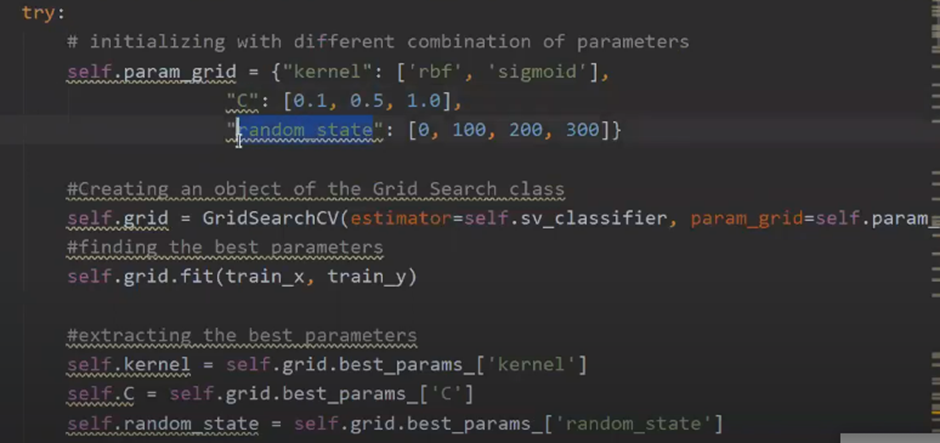 try:
# initializing with different combination of parameters
self.param_grid = {"kernel": ['rbf', 'sigmoid'],
"C": [0.1, 0.5, 1.0],
"random_state": [0, 100, 200, 300]}
#Creating an object of the Grid Search class
self.grid = GridSearchCV(estimator=self.sv_classifier, param_grid=self.param_
#finding the best parameters
self.grid.fit(train_x, train_y)
#extracting the best parameters
self.kernel = self.grid.best_params_['kernel']
self.C = self.grid.best_params_['C']
self.random_state = self.grid.best_params_['random_state']